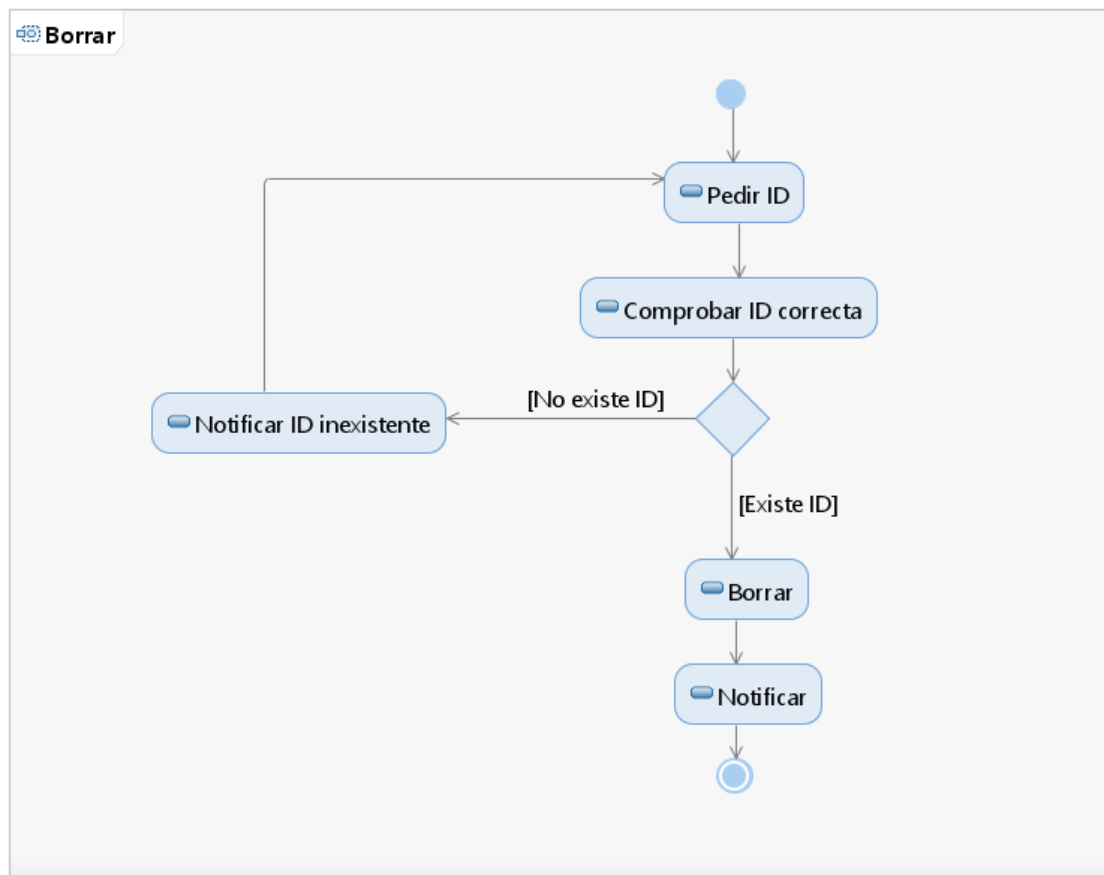 Borrar
Pedir ID
Comprobar ID correcta
[No existe ID]
Notificar ID inexistente
[Existe ID]
Borrar
Notificar